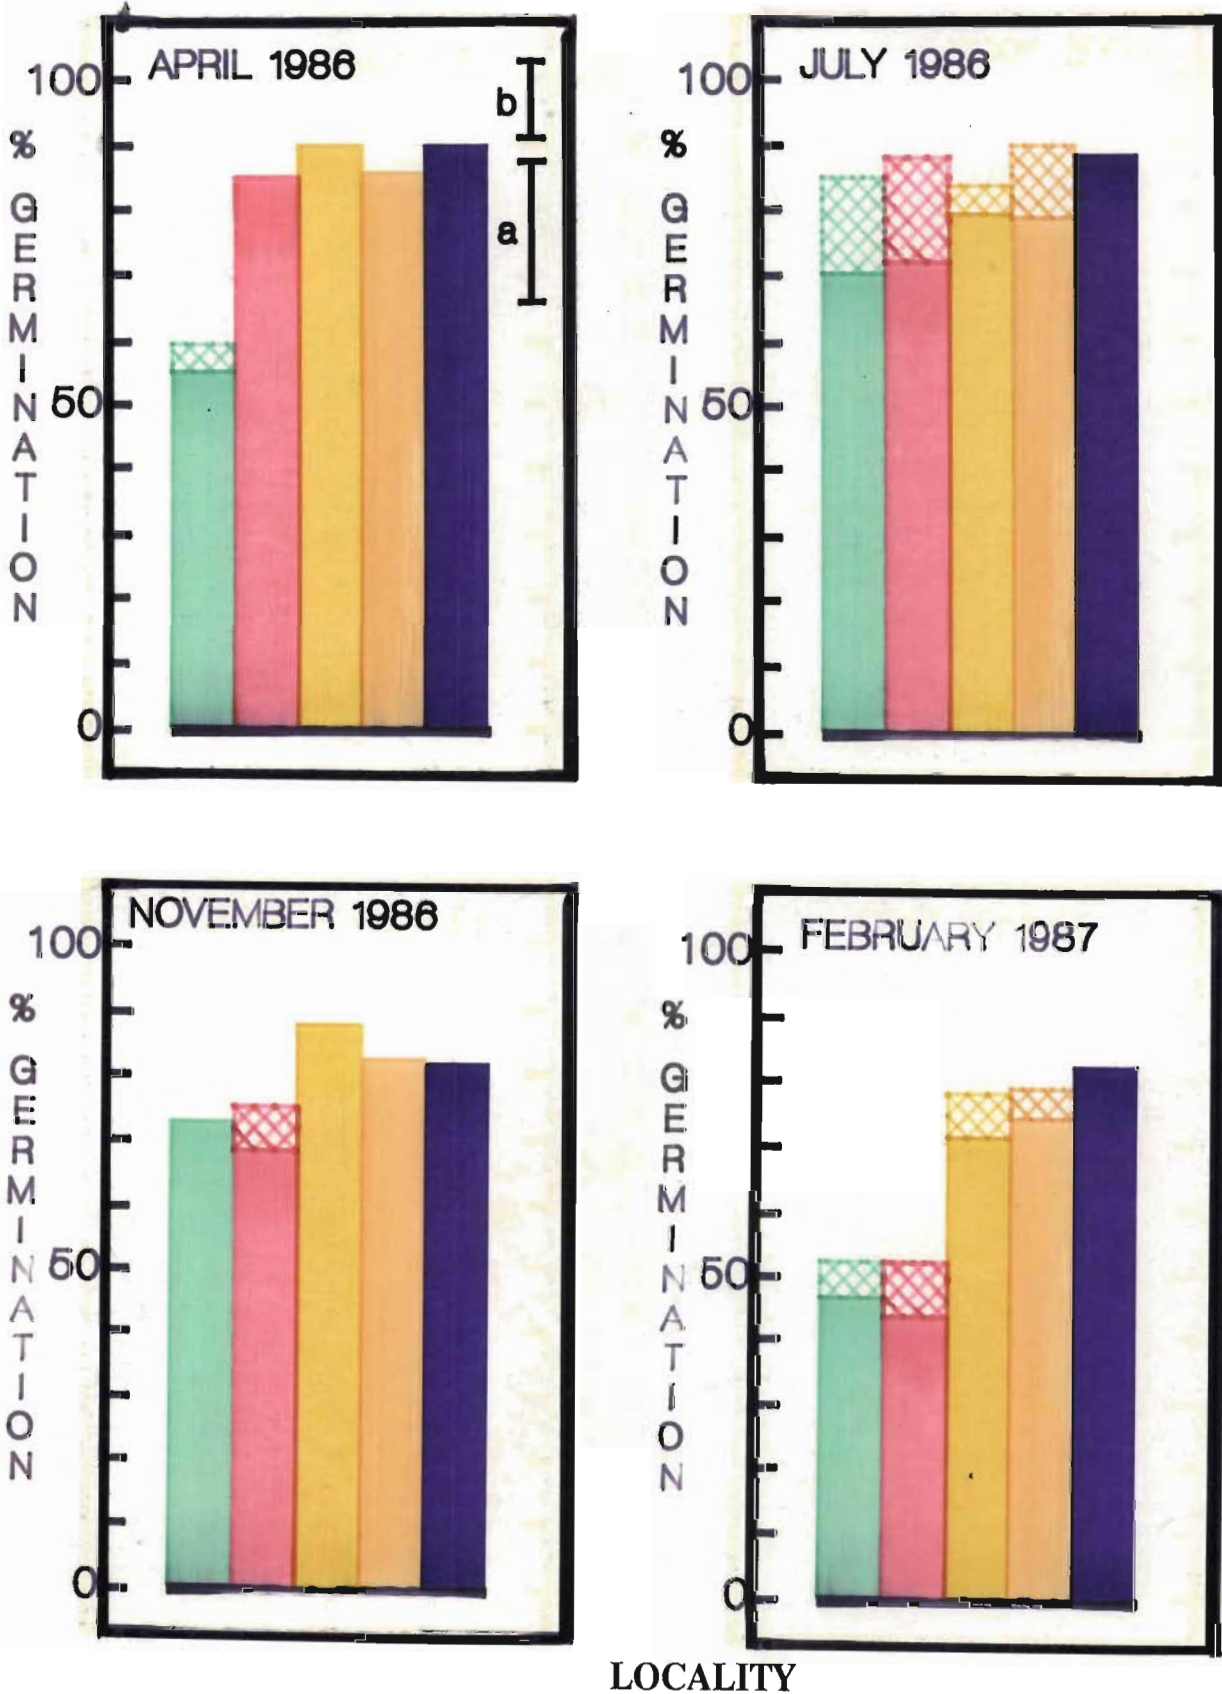 APRIL 1986
100
50
0
% GERMINATION
b
a
JULY 1986
100
50
0
% GERMINATION
NOVEMBER 1986
100
50
0
% GERMINATION
FEBRUARY 1987
100
50
0
% GERMINATION
LOCALITY